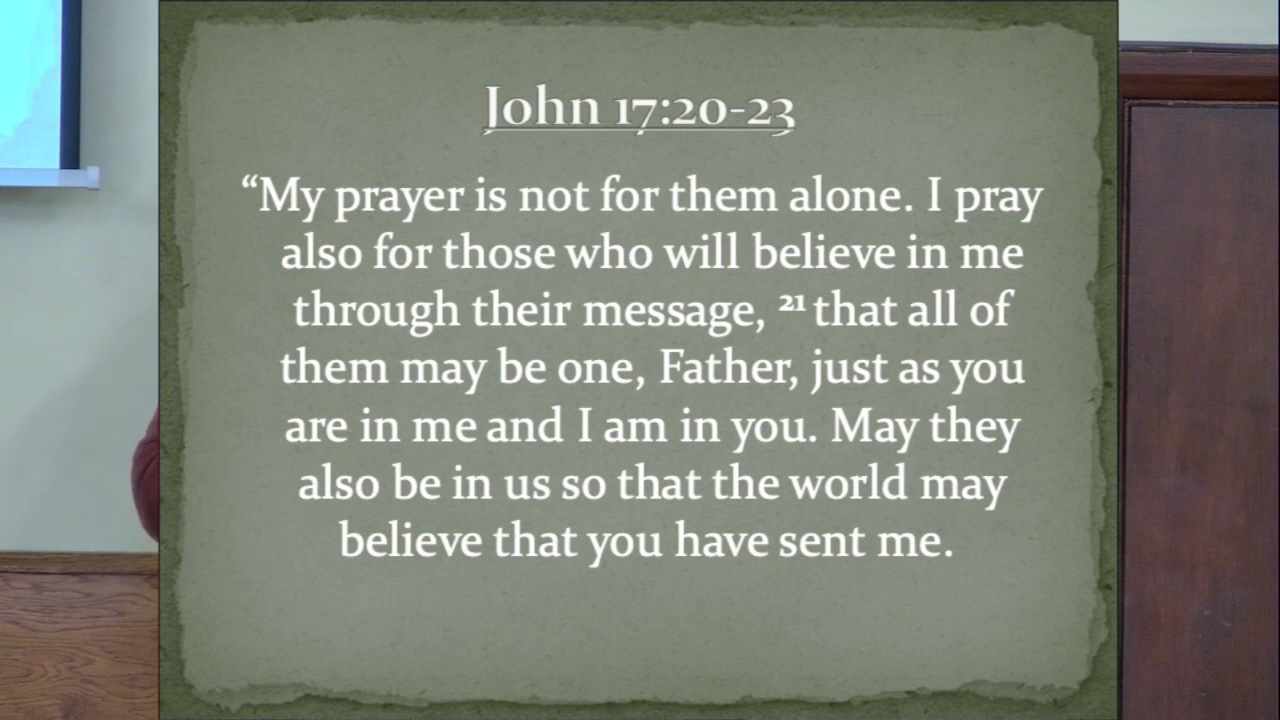 John 17:20-23
“My prayer is not for them alone. I pray
also for those who will believe in me
through their message, ²¹ that all of
them may be one, Father, just as you
are in me and I am in you. May they
also be in us so that the world may
believe that you have sent me.